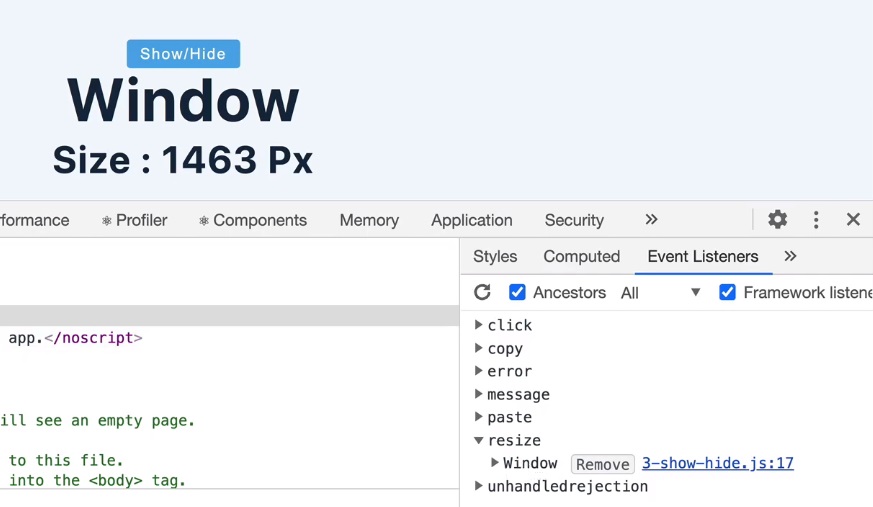 Show/Hide
Window
Size : 1463 Px
rformance Profiler Components Memory Application Security
Styles Computed Event Listeners
Ancestors All Framework listene
click
app.</noscript>
copy
error
message
ill see an empty page.
paste
resize
to this file.
Window Remove 3-show-hide.js:17
into the <body> tag.
unhandledrejection